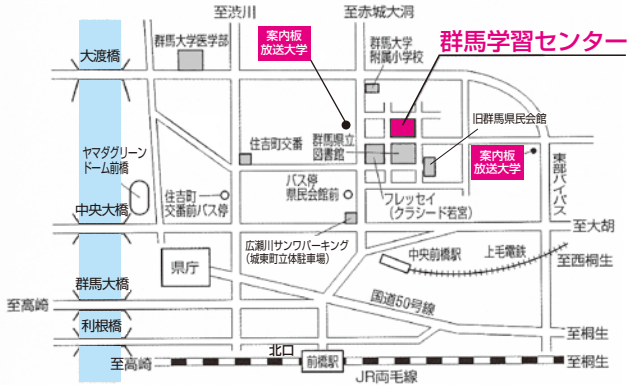 至渋川
至赤城大洞
大渡橋
群馬大学医学部
案内板
放送大学
群馬大学
附属小学校
群馬学習センター
旧群馬県民会館
住吉町交番
群馬県立
図書館
案内板
放送大学
ヤマダグリーン
ドーム前橋
住吉町
交番前バス停
バス停
県民会館前
フレッセイ
(クラシード若宮)
東部バイパス
中央大橋
至大胡
広瀬川サンワパーキング
(城東町立体駐車場)
中央前橋駅
上毛電鉄
県庁
至西桐生
群馬大橋
国道50号線
至高崎
利根橋
至桐生
北口
至高崎
前橋駅
至桐生
JR両毛線